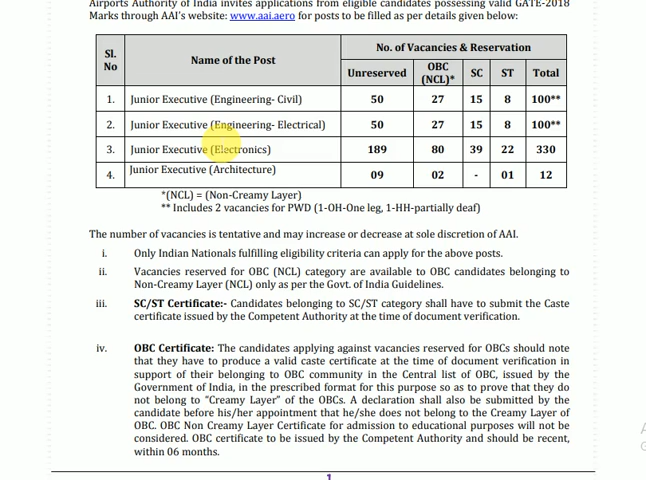 Airports Authority of India invites applications from eligible candidates possessing valid GATE-2018
Marks through AAI's website: www.aai.aero for posts to be filled as per details given below:
Sl. No Name of the Post No. of Vacancies & Reservation
Unreserved OBC (NCL)* SC ST Total
1. Junior Executive (Engineering- Civil) 50 27 15 8 100**
2. Junior Executive (Engineering- Electrical) 50 27 15 8 100**
3. Junior Executive (Electronics) 189 80 39 22 330
4. Junior Executive (Architecture) 09 02 - 01 12
*(NCL) = (Non-Creamy Layer)
** Includes 2 vacancies for PWD (1-OH-One leg, 1-HH-partially deaf)
The number of vacancies is tentative and may increase or decrease at sole discretion of AAI.
i. Only Indian Nationals fulfilling eligibility criteria can apply for the above posts.
ii. Vacancies reserved for OBC (NCL) category are available to OBC candidates belonging to
Non-Creamy Layer (NCL) only as per the Govt. of India Guidelines.
iii. SC/ST Certificate:- Candidates belonging to SC/ST category shall have to submit the Caste
certificate issued by the Competent Authority at the time of document verification.
iv. OBC Certificate: The candidates applying against vacancies reserved for OBCs should note
that they have to produce a valid caste certificate at the time of document verification in
support of their belonging to OBC community in the Central list of OBC, issued by the
Government of India, in the prescribed format for this purpose so as to prove that they do
not belong to "Creamy Layer" of the OBCs. A declaration shall also be submitted by the
candidate before his/her appointment that he/she does not belong to the Creamy Layer of
OBC. OBC Non Creamy Layer Certificate for admission to educational purposes will not be
considered. OBC certificate to be issued by the Competent Authority and should be recent,
within 06 months.
1